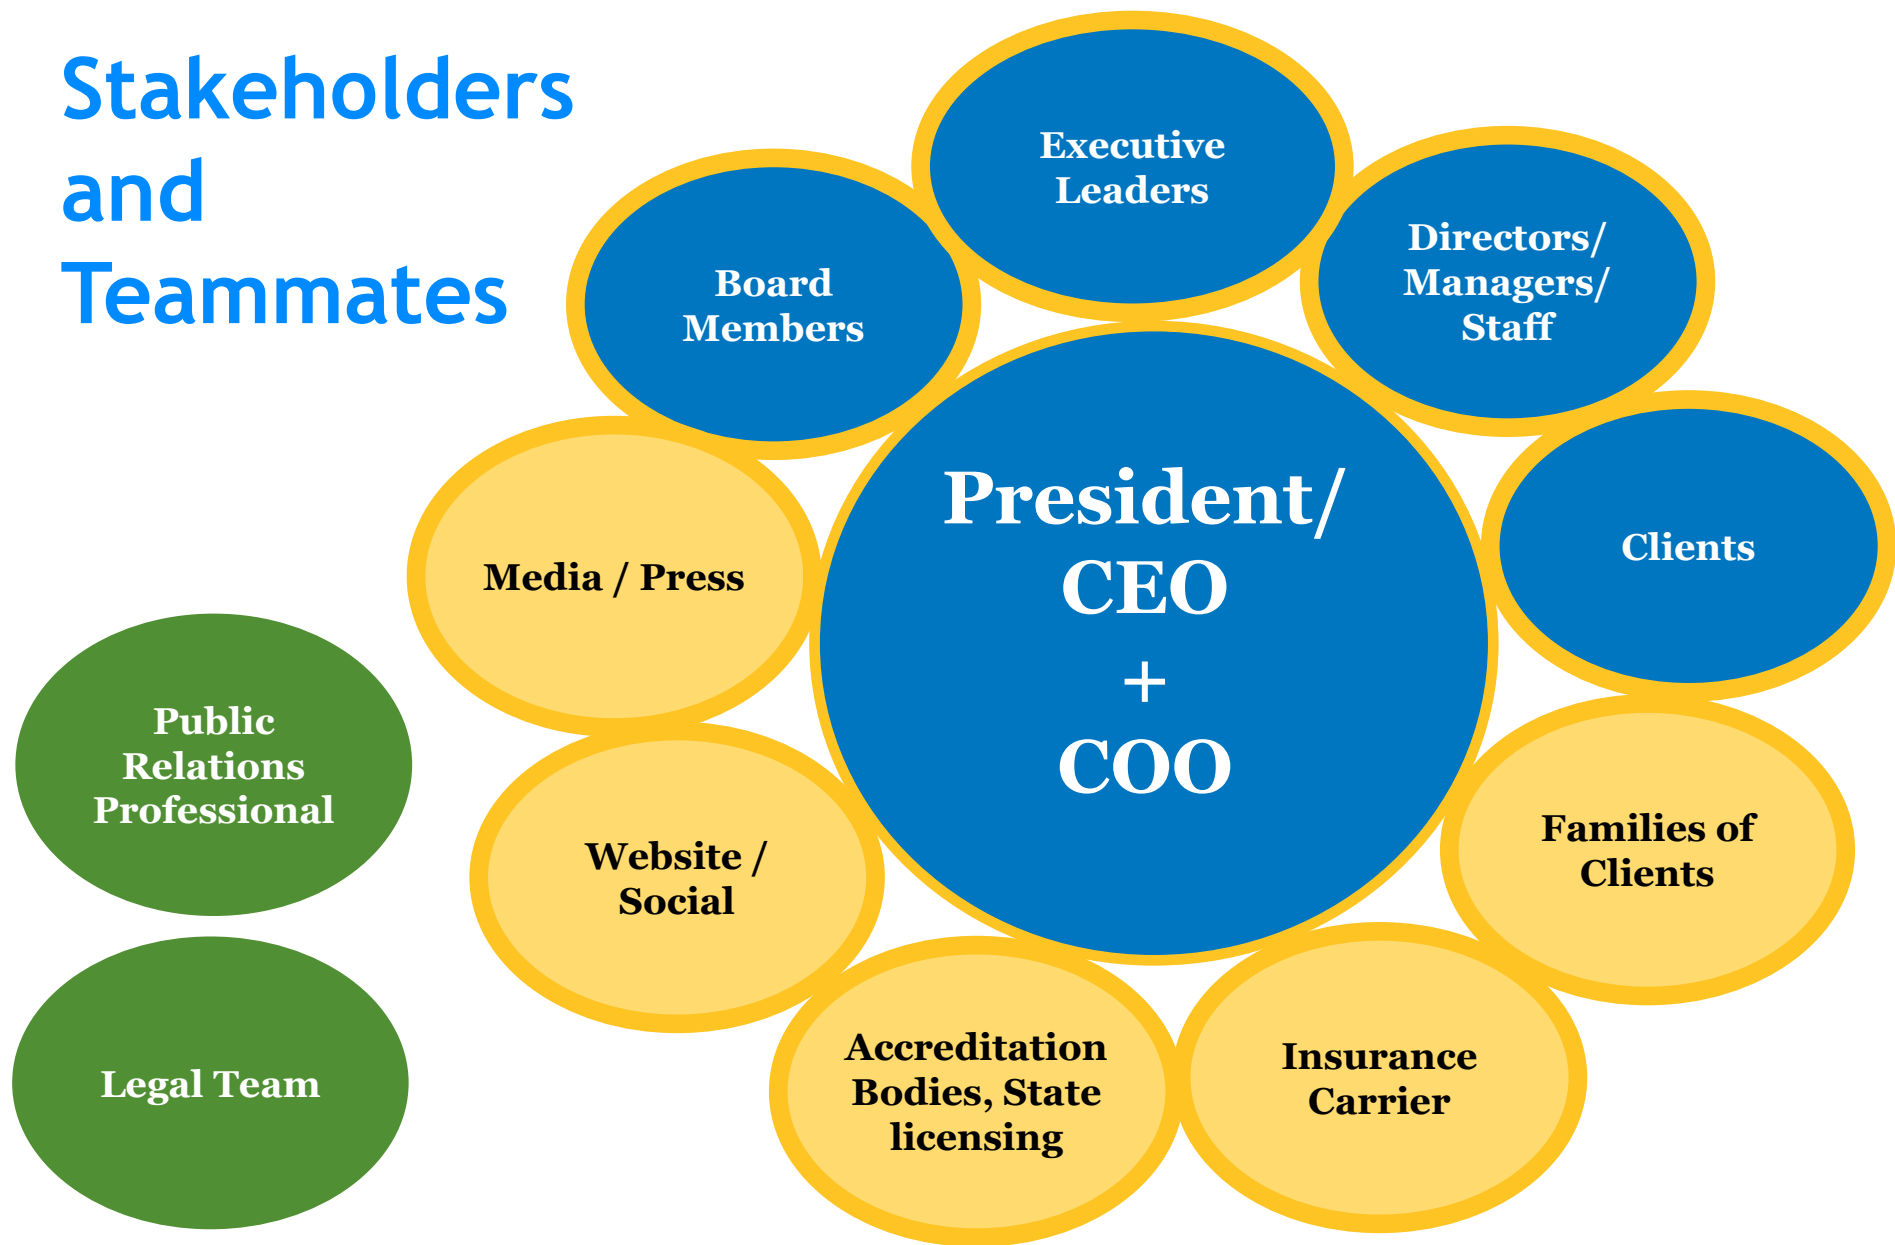 Stakeholders
and
Teammates
Executive
Leaders
Board
Members
Directors/
Managers/
Staff
Clients
President/
CEO
+
COO
Media / Press
Public
Relations
Professional
Website /
Social
Families of
Clients
Legal Team
Accreditation
Bodies, State
licensing
Insurance
Carrier